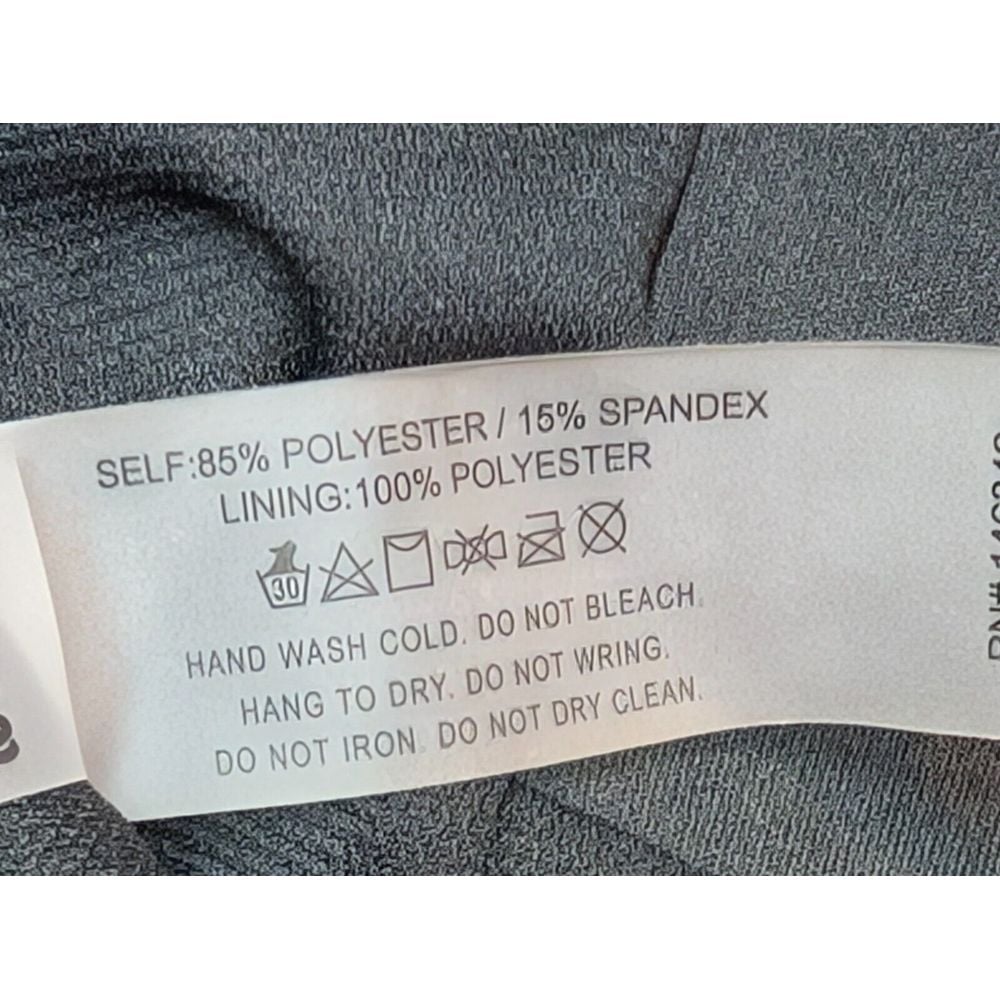 SELF:85% POLYESTER / 15% SPANDEX
LINING:100% POLYESTER
30
HAND WASH COLD. DO NOT BLEACH.
HANG TO DRY. DO NOT WRING.
DO NOT IRON. DO NOT DRY CLEAN.